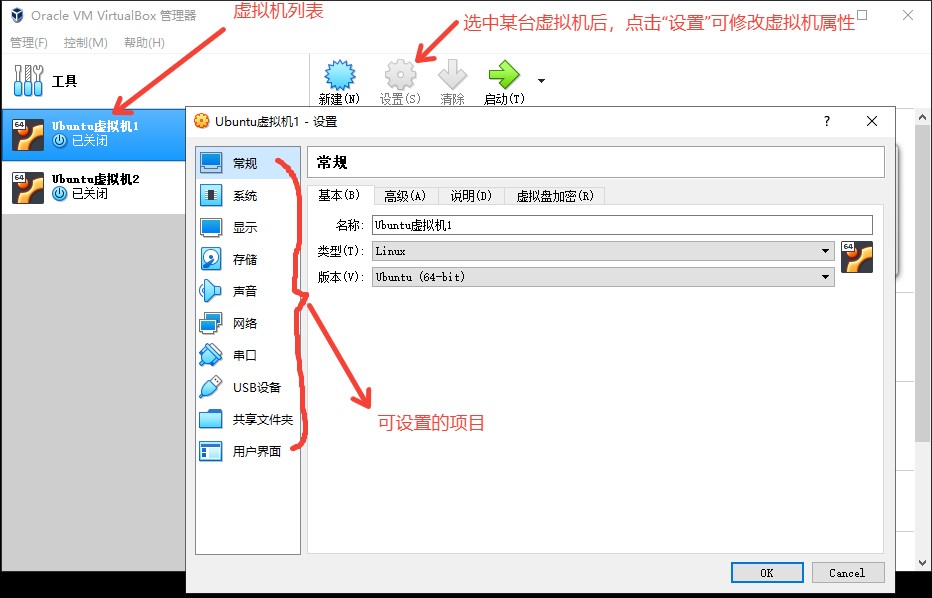 Oracle VM VirtualBox 管理器
虚拟机列表
选中某台虚拟机后，点击“设置”可修改虚拟机属性
管理(F) 控制(M) 帮助(H)
工具
新建(N) 设置(S) 清除 启动(T)
64
Ubuntu虚拟机1
已关闭
64
Ubuntu虚拟机2
已关闭
Ubuntu虚拟机1 - 设置
?
常规
系统
显示
存储
声音
网络
串口
USB设备
共享文件夹
用户界面
常规
基本(B) 高级(A) 说明(D) 虚拟盘加密(R)
名称: Ubuntu虚拟机1
类型(T): Linux
64
版本(V): Ubuntu (64-bit)
可设置的项目
OK Cancel